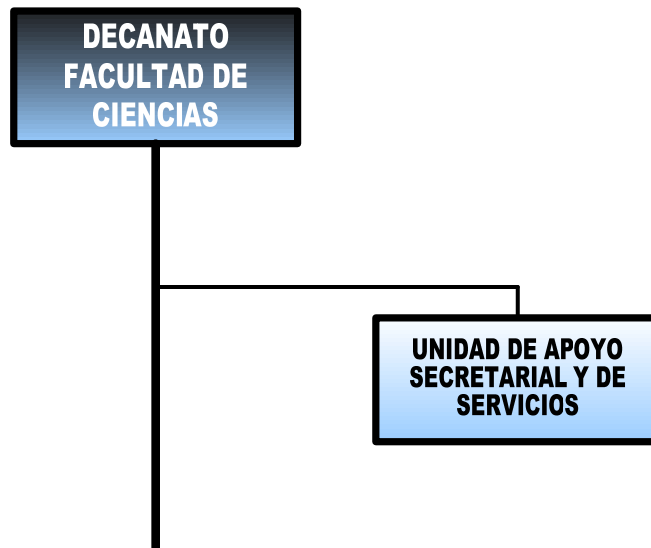 DECANATO
FACULTAD DE
CIENCIAS
UNIDAD DE APOYO
SECRETARIAL Y DE
SERVICIOS